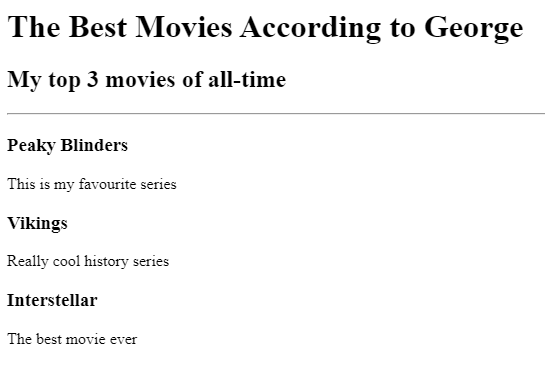 The Best Movies According to George
My top 3 movies of all-time
Peaky Blinders
This is my favourite series
Vikings
Really cool history series
Interstellar
The best movie ever